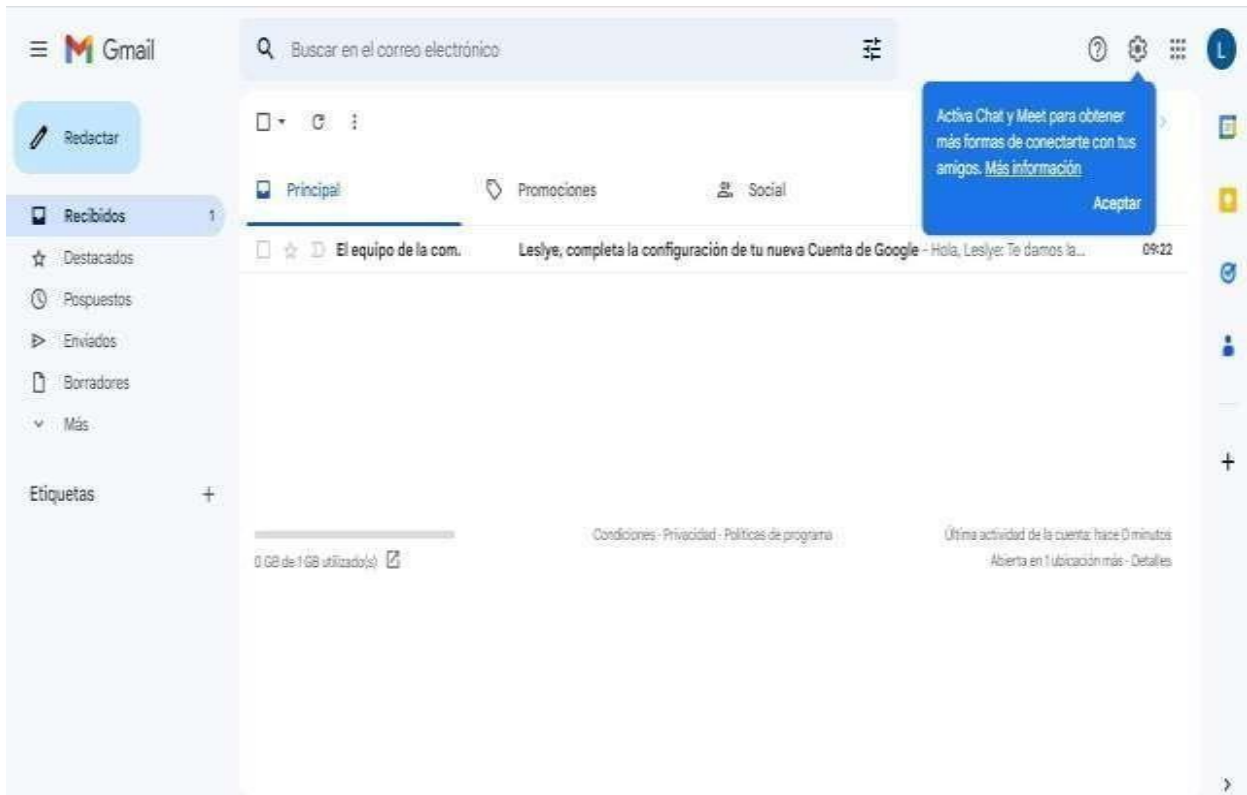 Gmail
Buscar en el correo electrónico
L
Redactar
Activa Chat y Meet para obtener
más formas de conectarte con tus
amigos. Más información
Aceptar
Principal
Promociones
Social
Recibidos 1
El equipo de la com. Leslye, completa la configuración de tu nueva Cuenta de Google - Hola, Leslye: Te damos la... 09:22
Destacados
Pospuestos
Enviados
Borradores
Más
Etiquetas
Condiciones · Privacidad · Políticas de programa
Última actividad de la cuenta: hace 0 minutos
0 GB de 1 GB utilizado(s)
Abierta en 1 ubicación más · Detalles